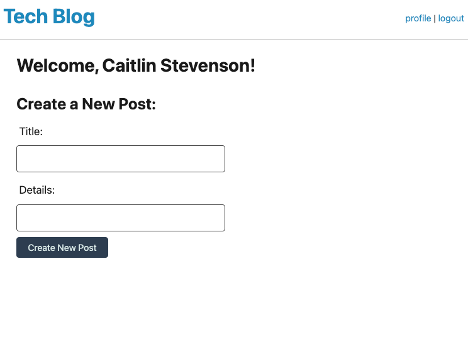 Tech Blog
profile | logout
Welcome, Caitlin Stevenson!
Create a New Post:
Title:
Details:
Create New Post